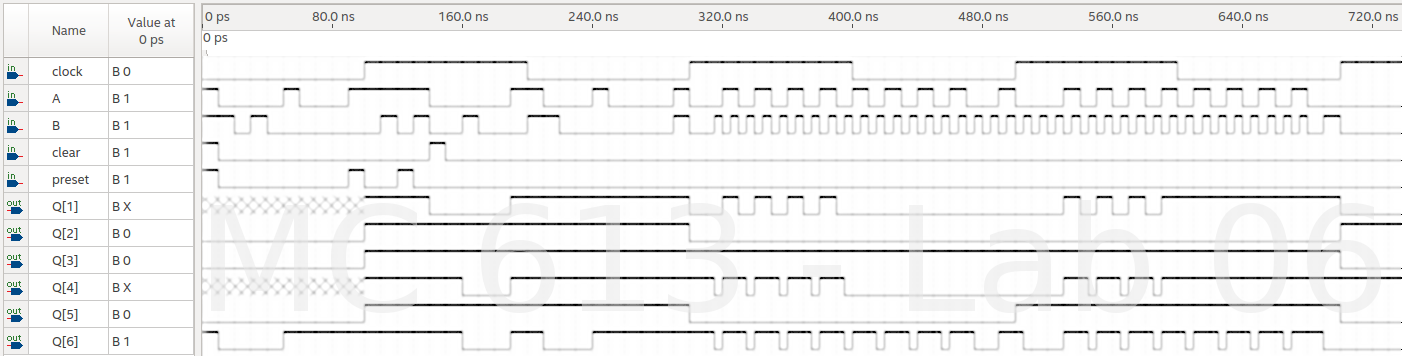 Name Value at 0 ps
0 ps 80.0 ns 160.0 ns 240.0 ns 320.0 ns 400.0 ns 480.0 ns 560.0 ns 640.0 ns 720.0 ns
0 ps
in clock B 0
in A B 1
in B B 1
in clear B 1
in preset B 1
out Q[1] B X
out Q[2] B 0
out Q[3] B 0
out Q[4] B X
out Q[5] B 0
out Q[6] B 1
MC 613 - Lab 06